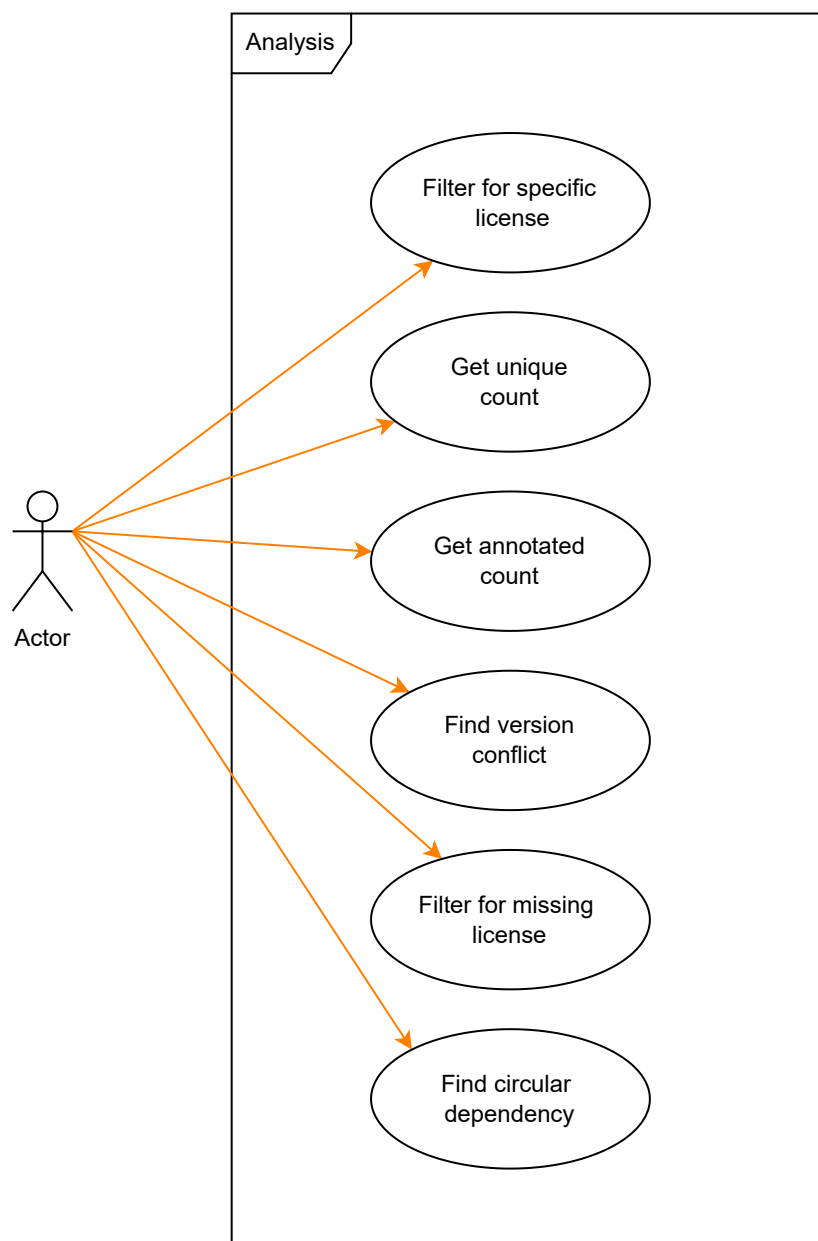 Analysis
Filter for specific
license
Get unique
count
Get annotated
count
Actor
Find version
conflict
Filter for missing
license
Find circular
dependency